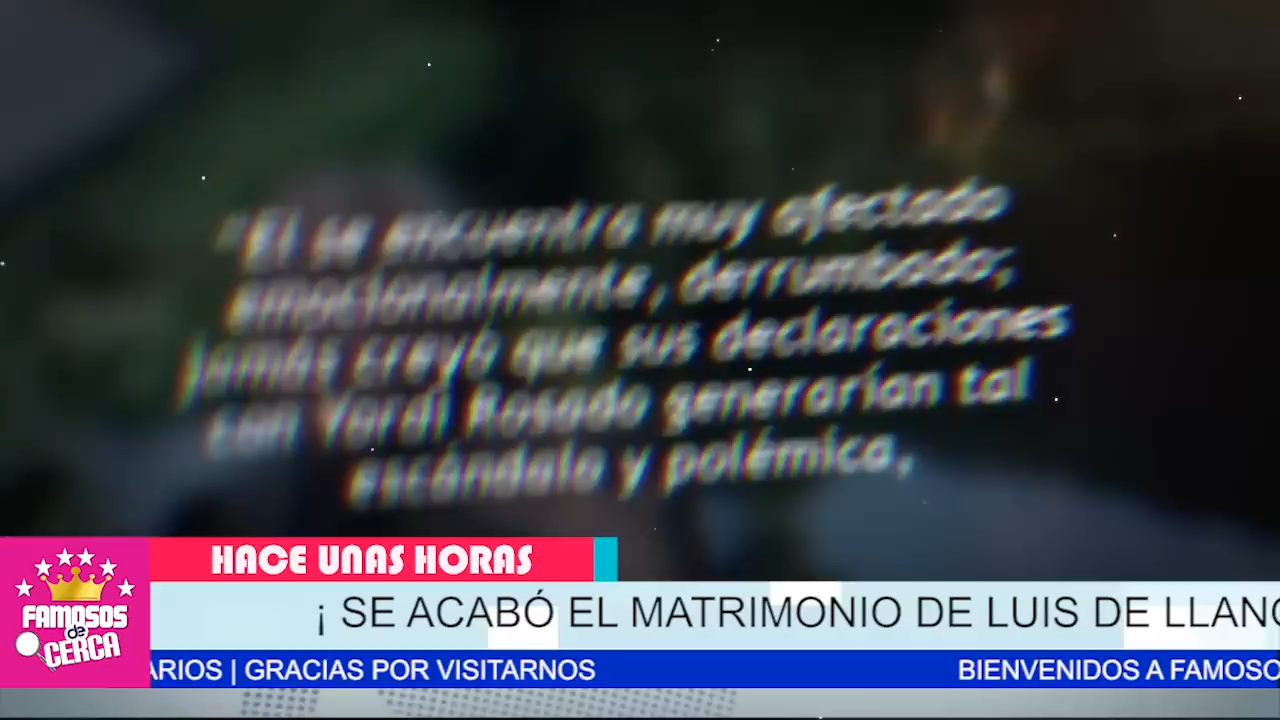 "Él se encuentra muy afectado
emocionalmente, derrumbado;
jamás creyó que sus declaraciones
con Yordi Rosado generarían tal
escándalo y polémica,
HACE UNAS HORAS
¡ SE ACABÓ EL MATRIMONIO DE LUIS DE LLANO
FAMOSOS
de
CERCA
ARIOS | GRACIAS POR VISITARNOS
BIENVENIDOS A FAMOSO